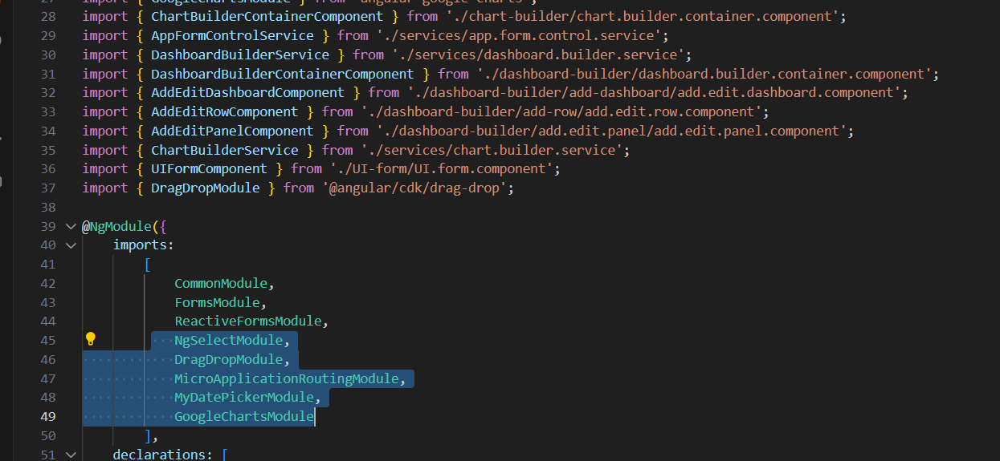 27 import { GoogleChartsModule } from 'angular-google-charts';
28 import { ChartBuilderContainerComponent } from './chart-builder/chart.builder.container.component';
29 import { AppFormControlService } from './services/app.form.control.service';
30 import { DashboardBuilderService } from './services/dashboard.builder.service';
31 import { DashboardBuilderContainerComponent } from './dashboard-builder/dashboard.builder.container.component';
32 import { AddEditDashboardComponent } from './dashboard-builder/add-dashboard/add.edit.dashboard.component';
33 import { AddEditRowComponent } from './dashboard-builder/add-row/add.edit.row.component';
34 import { AddEditPanelComponent } from './dashboard-builder/add.edit.panel/add.edit.panel.component';
35 import { ChartBuilderService } from './services/chart.builder.service';
36 import { UIFormComponent } from './UI-form/UI.form.component';
37 import { DragDropModule } from '@angular/cdk/drag-drop';
38
39 @NgModule({
40 imports:
41 [
42 CommonModule,
43 FormsModule,
44 ReactiveFormsModule,
45 NgSelectModule,
46 DragDropModule,
47 MicroApplicationRoutingModule,
48 MyDatePickerModule,
49 GoogleChartsModule
50 ],
51 declarations: [